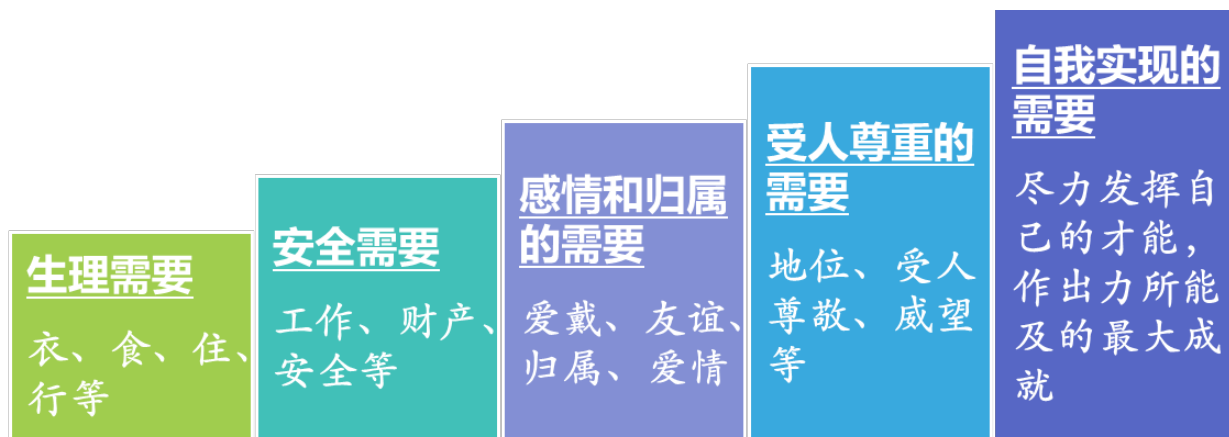 生理需要
衣、食、住、
行等
安全需要
工作、财产、
安全等
感情和归属
的需要
爱戴、友谊、
归属、爱情
受人尊重的
需要
地位、受人
尊敬、威望
等
自我实现的
需要
尽力发挥自
己的才能，
作出力所能
及的最大成
就